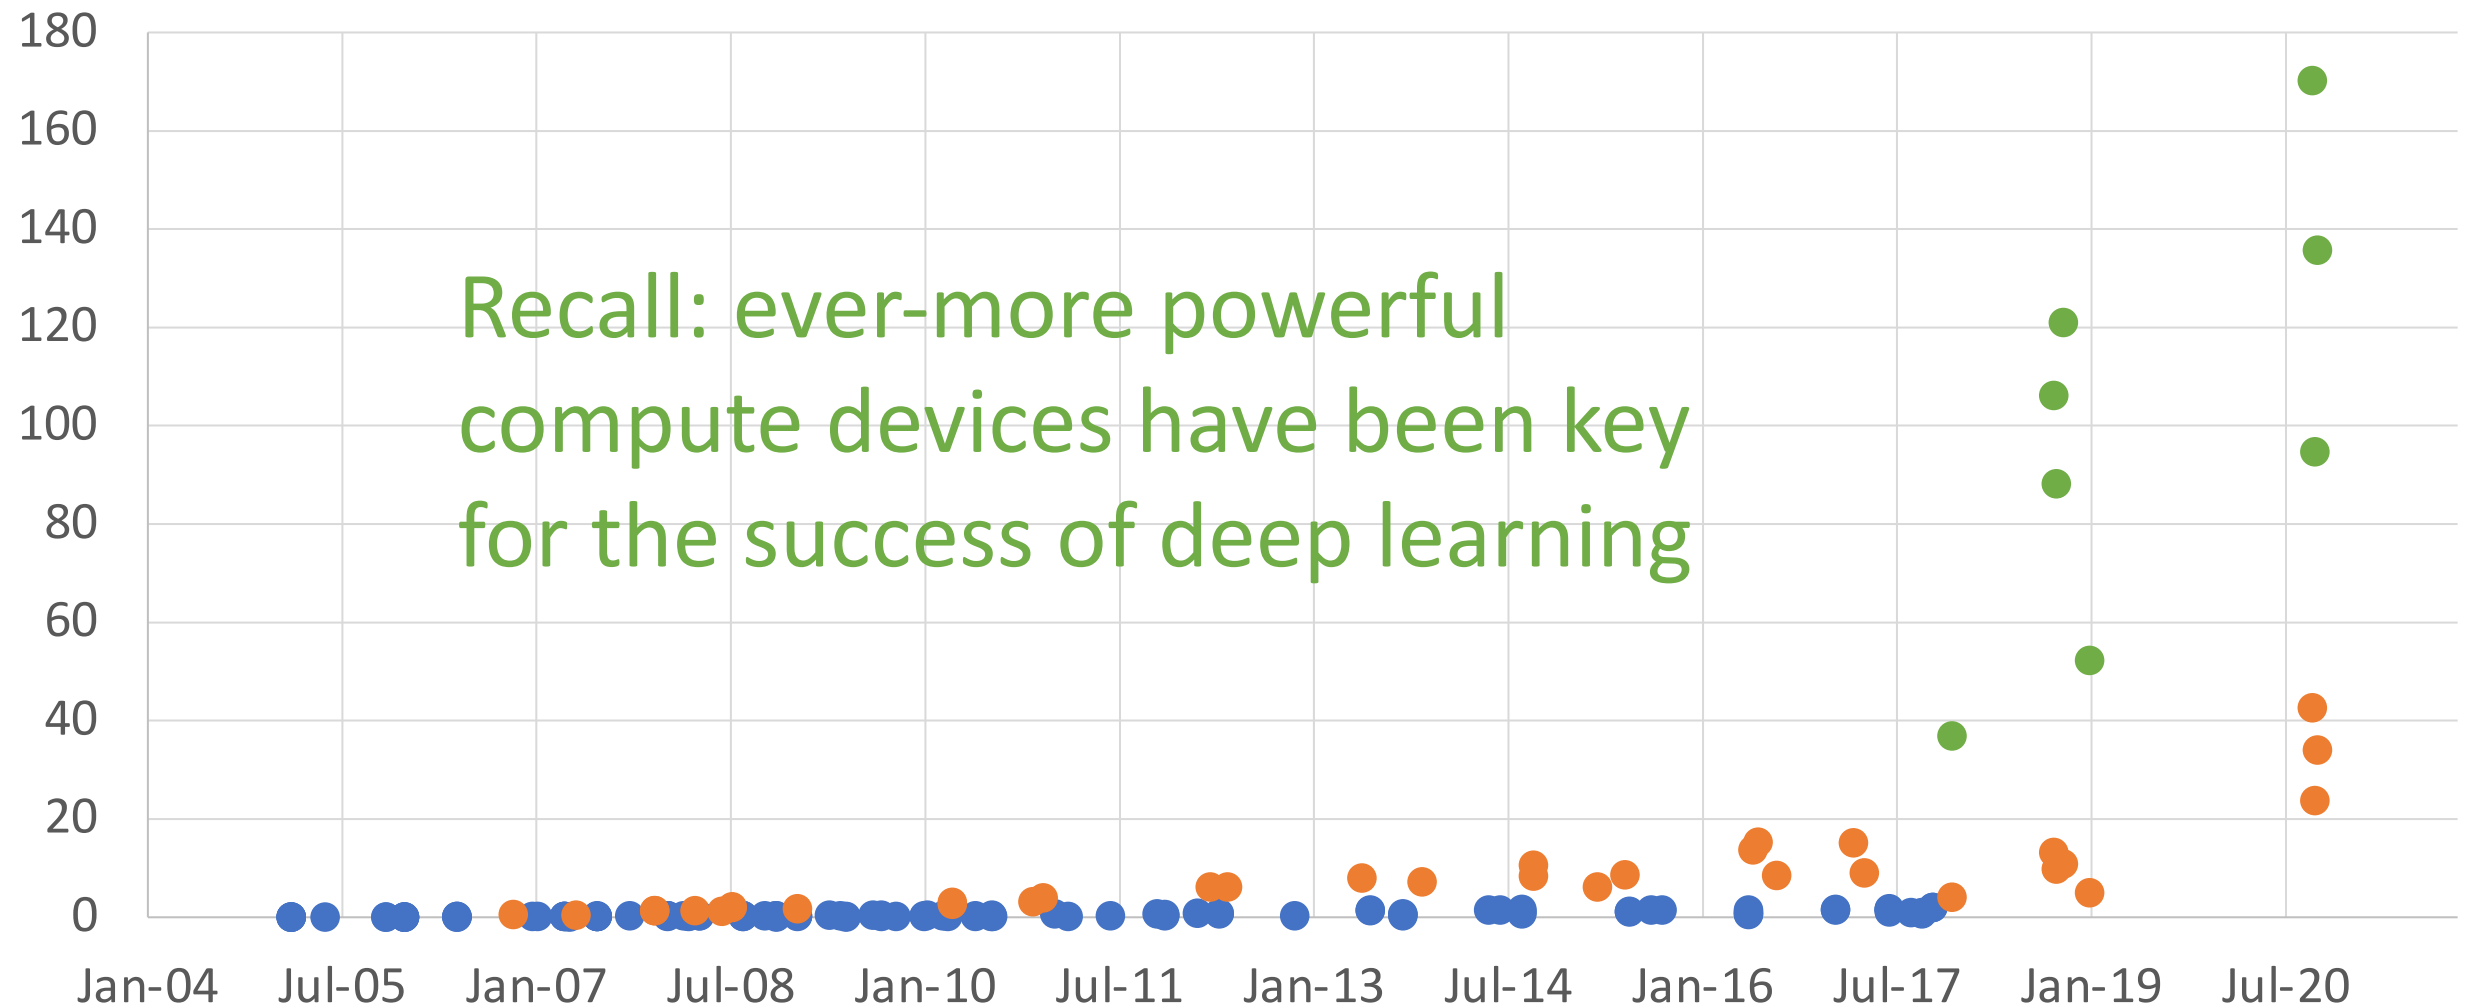 180
160
140
120
100
80
60
40
20
0
Recall: ever-more powerful
compute devices have been key
for the success of deep learning
Jan-04 Jul-05 Jan-07 Jul-08 Jan-10 Jul-11 Jan-13 Jul-14 Jan-16 Jul-17 Jan-19 Jul-20